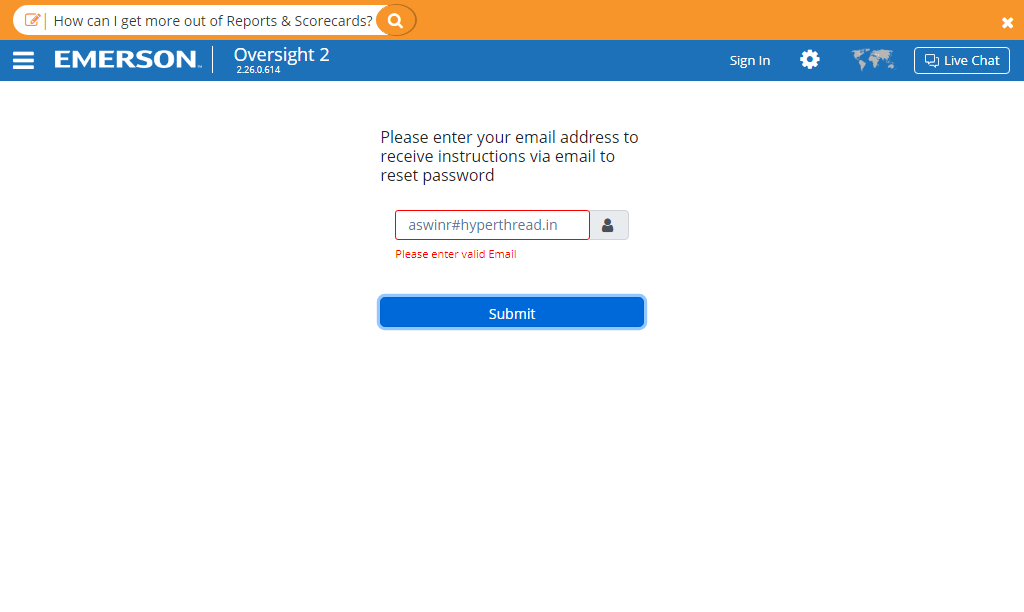 How can I get more out of Reports & Scorecards?
EMERSON
Oversight 2
2.26.0.614
Sign In
Live Chat
Please enter your email address to
receive instructions via email to
reset password
aswinr#hyperthread.in
Please enter valid Email
Submit